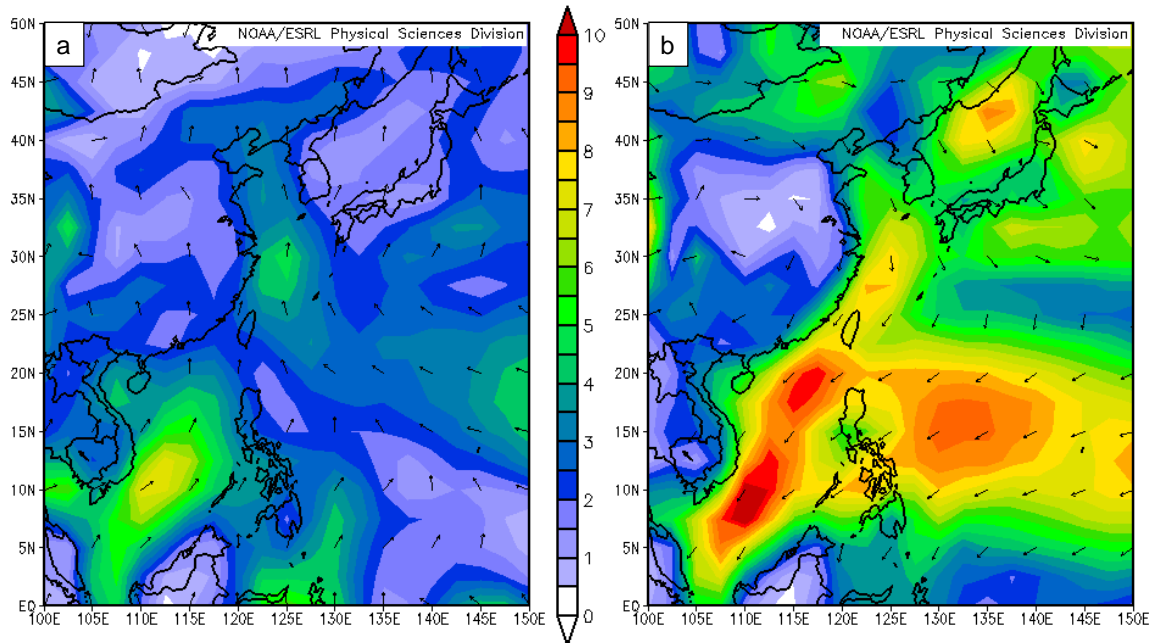 a
NOAA/ESRL Physical Sciences Division
50N
45N
40N
35N
30N
25N
20N
15N
10N
5N
EQ
100E 105E 110E 115E 120E 125E 130E 135E 140E 145E 150E
10
9
8
7
6
5
4
3
2
1
0
b
NOAA/ESRL Physical Sciences Division
50N
45N
40N
35N
30N
25N
20N
15N
10N
5N
EQ
100E 105E 110E 115E 120E 125E 130E 135E 140E 145E 150E